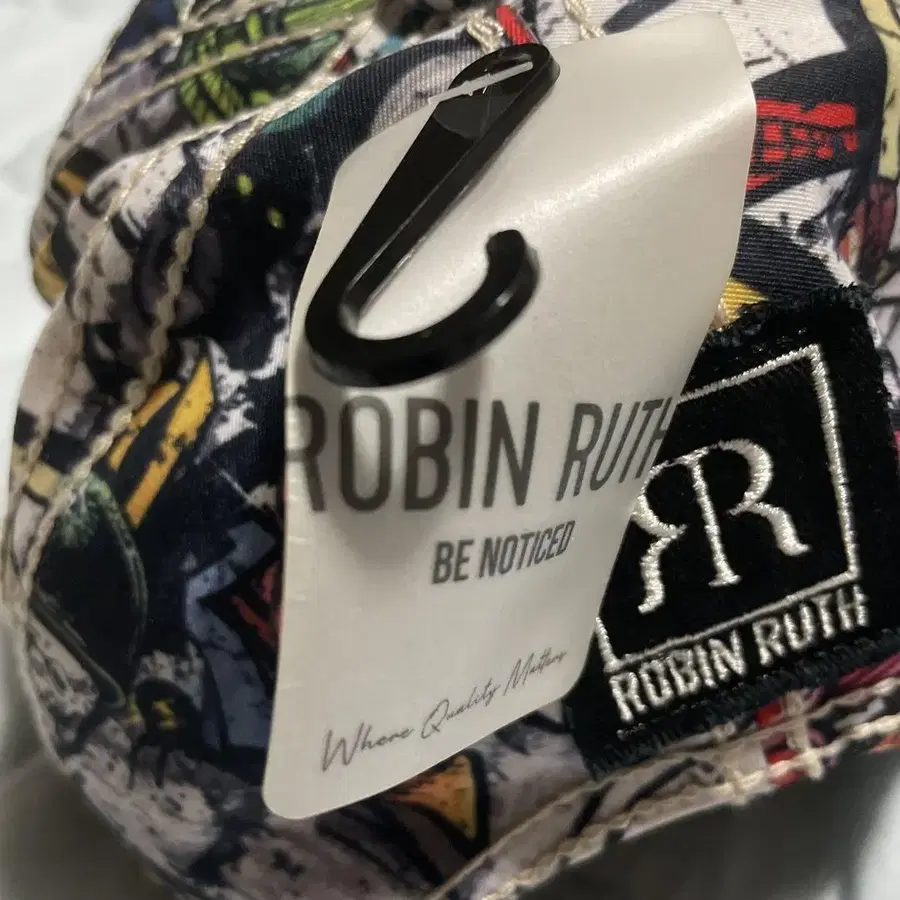 ROBIN RUTH
BE NOTICED
Where Quality Matters
RR
ROBIN RUTH